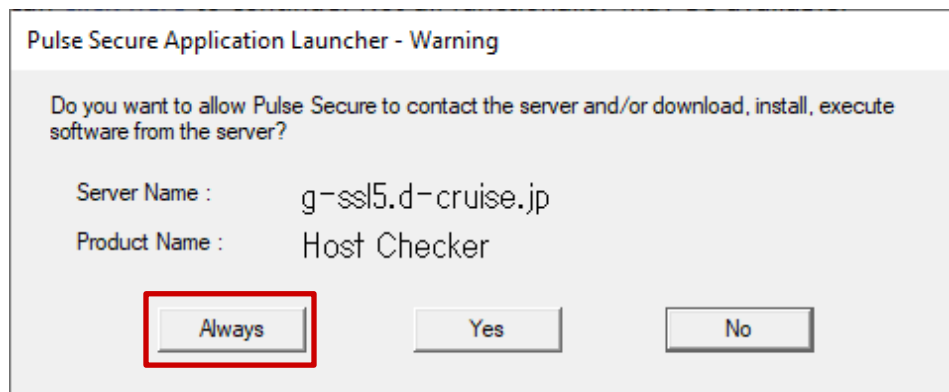 Pulse Secure Application Launcher - Warning
Do you want to allow Pulse Secure to contact the server and/or download, install, execute
software from the server?
Server Name : g-ssl5.d-cruise.jp
Product Name : Host Checker
Always Yes No